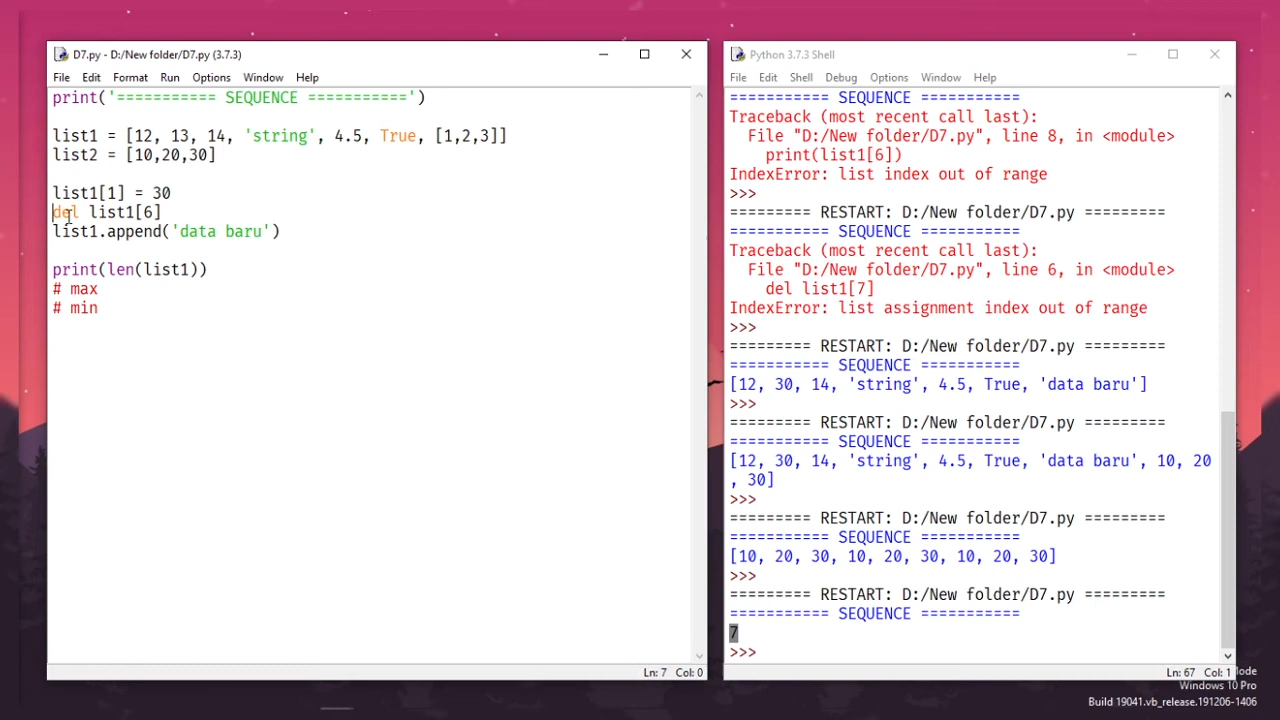 D7.py - D:/New folder/D7.py (3.7.3)
File Edit Format Run Options Window Help
print('=========== SEQUENCE ===========')
list1 = [12, 13, 14, 'string', 4.5, True, [1,2,3]]
list2 = [10,20,30]
list1[1] = 30
del list1[6]
list1.append('data baru')
print(len(list1))
# max
# min
Ln: 7 Col: 0
Python 3.7.3 Shell
File Edit Shell Debug Options Window Help
=========== SEQUENCE ===========
Traceback (most recent call last):
  File "D:/New folder/D7.py", line 8, in <module>
    print(list1[6])
IndexError: list index out of range
>>>
========= RESTART: D:/New folder/D7.py =========
=========== SEQUENCE ===========
Traceback (most recent call last):
  File "D:/New folder/D7.py", line 6, in <module>
    del list1[7]
IndexError: list assignment index out of range
>>>
========= RESTART: D:/New folder/D7.py =========
=========== SEQUENCE ===========
[12, 30, 14, 'string', 4.5, True, 'data baru']
>>>
========= RESTART: D:/New folder/D7.py =========
=========== SEQUENCE ===========
[12, 30, 14, 'string', 4.5, True, 'data baru', 10, 20
, 30]
>>>
========= RESTART: D:/New folder/D7.py =========
=========== SEQUENCE ===========
[10, 20, 30, 10, 20, 30, 10, 20, 30]
>>>
========= RESTART: D:/New folder/D7.py =========
=========== SEQUENCE ===========
7
>>>
Ln: 67 Col: 1
Windows 10 Pro
Build 19041.vb_release.191206-1406